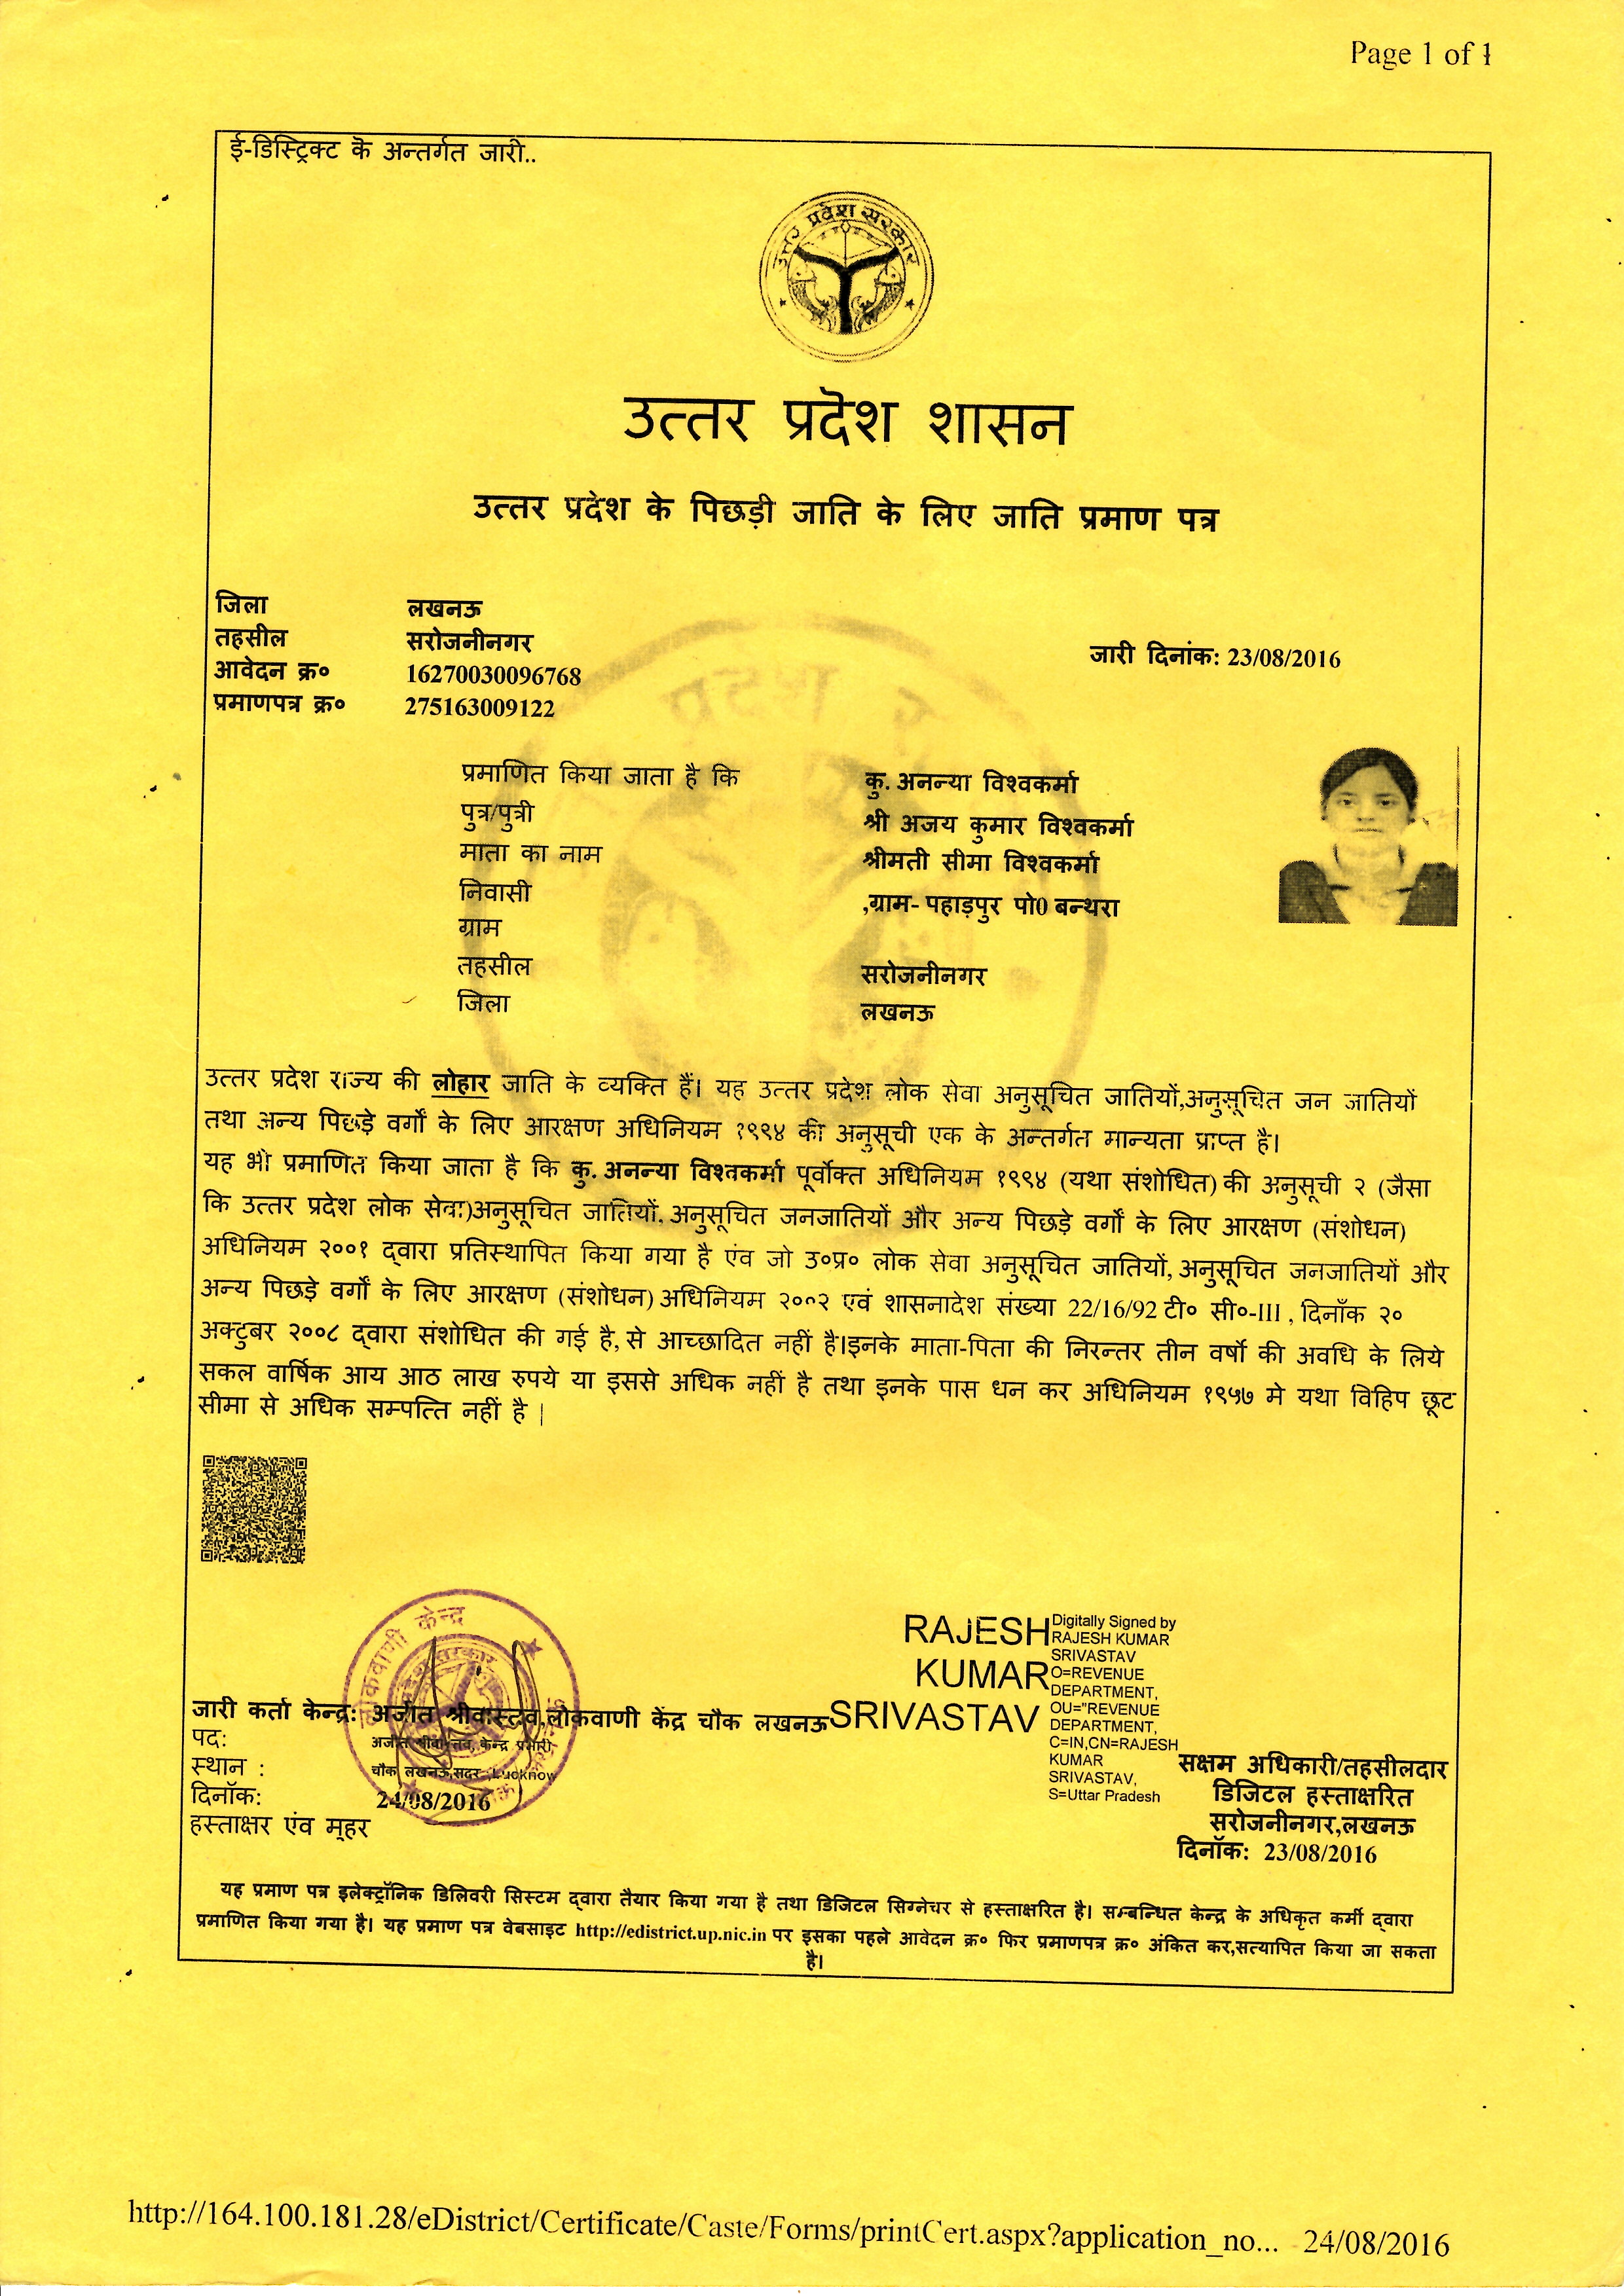 Page 1 of 1
ई-डिस्ट्रिक्ट के अन्तर्गत जारी..
उत्तर प्रदेश सरकार
उत्तर प्रदेश शासन
उत्तर प्रदेश के पिछड़ी जाति के लिए जाति प्रमाण पत्र
जिला लखनऊ
तहसील सरोजनीनगर
जारी दिनांक: 23/08/2016
आवेदन क्र० 16270030096768
प्रमाणपत्र क्र० 275163009122
प्रमाणित किया जाता है कि कु. अनन्या विश्वकर्मा
पुत्र/पुत्री श्री अजय कुमार विश्वकर्मा
माता का नाम श्रीमती सीमा विश्वकर्मा
निवासी ,ग्राम- पहाड़पुर पो0 बन्थरा
ग्राम
तहसील सरोजनीनगर
जिला लखनऊ
उत्तर प्रदेश राज्य की लोहार जाति के व्यक्ति हैं। यह उत्तर प्रदेश लोक सेवा अनुसूचित जातियों,अनुसूचित जन जातियों
तथा अन्य पिछड़े वर्गों के लिए आरक्षण अधिनियम १९९४ की अनुसूची एक के अन्तर्गत मान्यता प्राप्त है।
यह भी प्रमाणित किया जाता है कि कु. अनन्या विश्वकर्मा पूर्वोक्त अधिनियम १९९४ (यथा संशोधित) की अनुसूची २ (जैसा
कि उत्तर प्रदेश लोक सेवा)अनुसूचित जातियों, अनुसूचित जनजातियों और अन्य पिछड़े वर्गों के लिए आरक्षण (संशोधन)
अधिनियम २००१ द्वारा प्रतिस्थापित किया गया है एंव जो उ०प्र० लोक सेवा अनुसूचित जातियों, अनुसूचित जनजातियों और
अन्य पिछड़े वर्गों के लिए आरक्षण (संशोधन) अधिनियम २००२ एवं शासनादेश संख्या 22/16/92 टी० सी०-III , दिनाँक २०
अक्टुबर २००८ द्वारा संशोधित की गई है, से आच्छादित नहीं है।इनके माता-पिता की निरन्तर तीन वर्षो की अवधि के लिये
सकल वार्षिक आय आठ लाख रुपये या इससे अधिक नहीं है तथा इनके पास धन कर अधिनियम १९५७ मे यथा विहिप छूट
सीमा से अधिक सम्पत्ति नहीं है |
लोकवाणी केन्द्र
RAJESH
KUMAR
SRIVASTAV
Digitally Signed by
RAJESH KUMAR
SRIVASTAV
O=REVENUE
DEPARTMENT,
OU="REVENUE
DEPARTMENT,
C=IN,CN=RAJESH
KUMAR
SRIVASTAV,
S=Uttar Pradesh
जारी कर्ता केन्द्र: अजीत श्रीवास्तव,लोकवाणी केंद्र चौक लखनऊ
पद: अजीत श्रीवास्तव, केन्द्र प्रभारी,
स्थान : चौक लखनऊ,सदर ,Lucknow
दिनॉक: 24/08/2016
हस्ताक्षर एंव मूहर
सक्षम अधिकारी/तहसीलदार
डिजिटल हस्ताक्षरित
सरोजनीनगर,लखनऊ
दिनॉक: 23/08/2016
यह प्रमाण पत्र इलेक्ट्रॉनिक डिलिवरी सिस्टम द्वारा तैयार किया गया है तथा डिजिटल सिग्नेचर से हस्ताक्षरित है। सम्बन्धित केन्द्र के अधिकृत कर्मी द्वारा
प्रमाणित किया गया है। यह प्रमाण पत्र वेबसाइट http://edistrict.up.nic.in पर इसका पहले आवेदन क्र० फिर प्रमाणपत्र क्र० अंकित कर,सत्यापित किया जा सकता
है।
http://164.100.181.28/eDistrict/Certificate/Caste/Forms/printCert.aspx?application_no... 24/08/2016